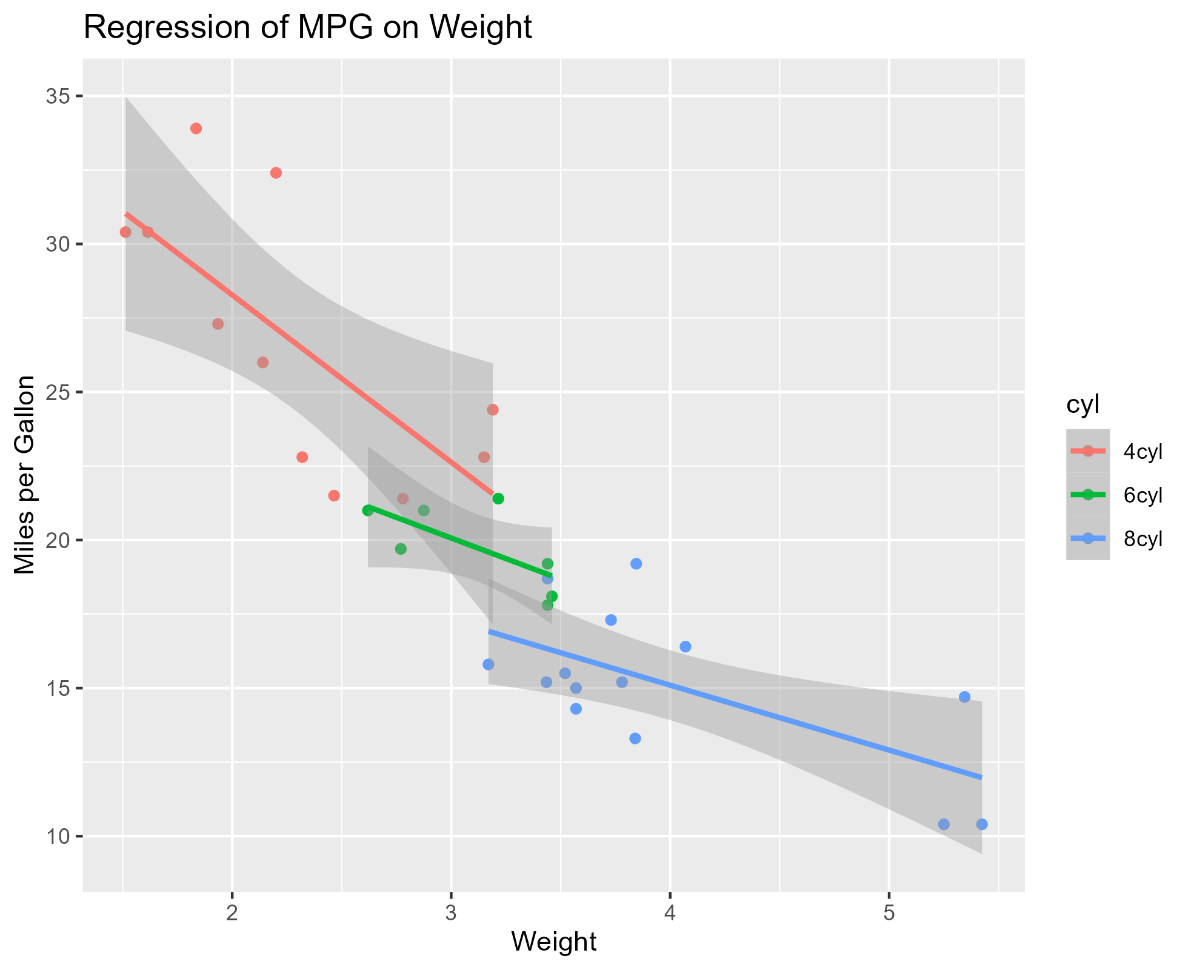 Regression of MPG on Weight
35
30
25
20
15
10
Miles per Gallon
2 3 4 5
Weight
cyl
4cyl
6cyl
8cyl